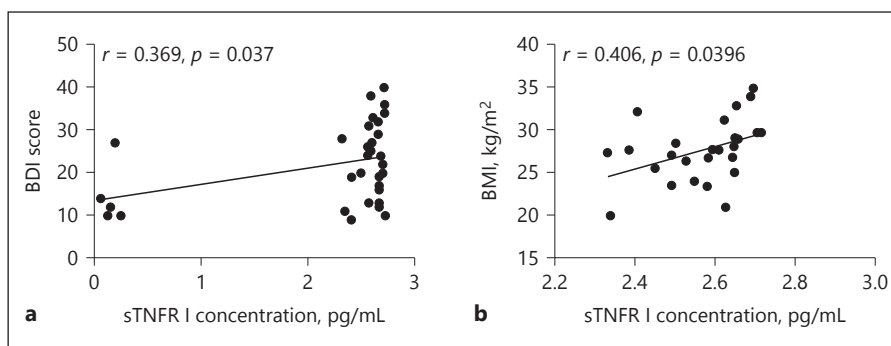 r = 0.369, p = 0.037
BDI score
50
40
30
20
10
0
0 1 2 3
a sTNFR I concentration, pg/mL
r = 0.406, p = 0.0396
BMI, kg/m²
40
35
30
25
20
15
2.2 2.4 2.6 2.8 3.0
b sTNFR I concentration, pg/mL